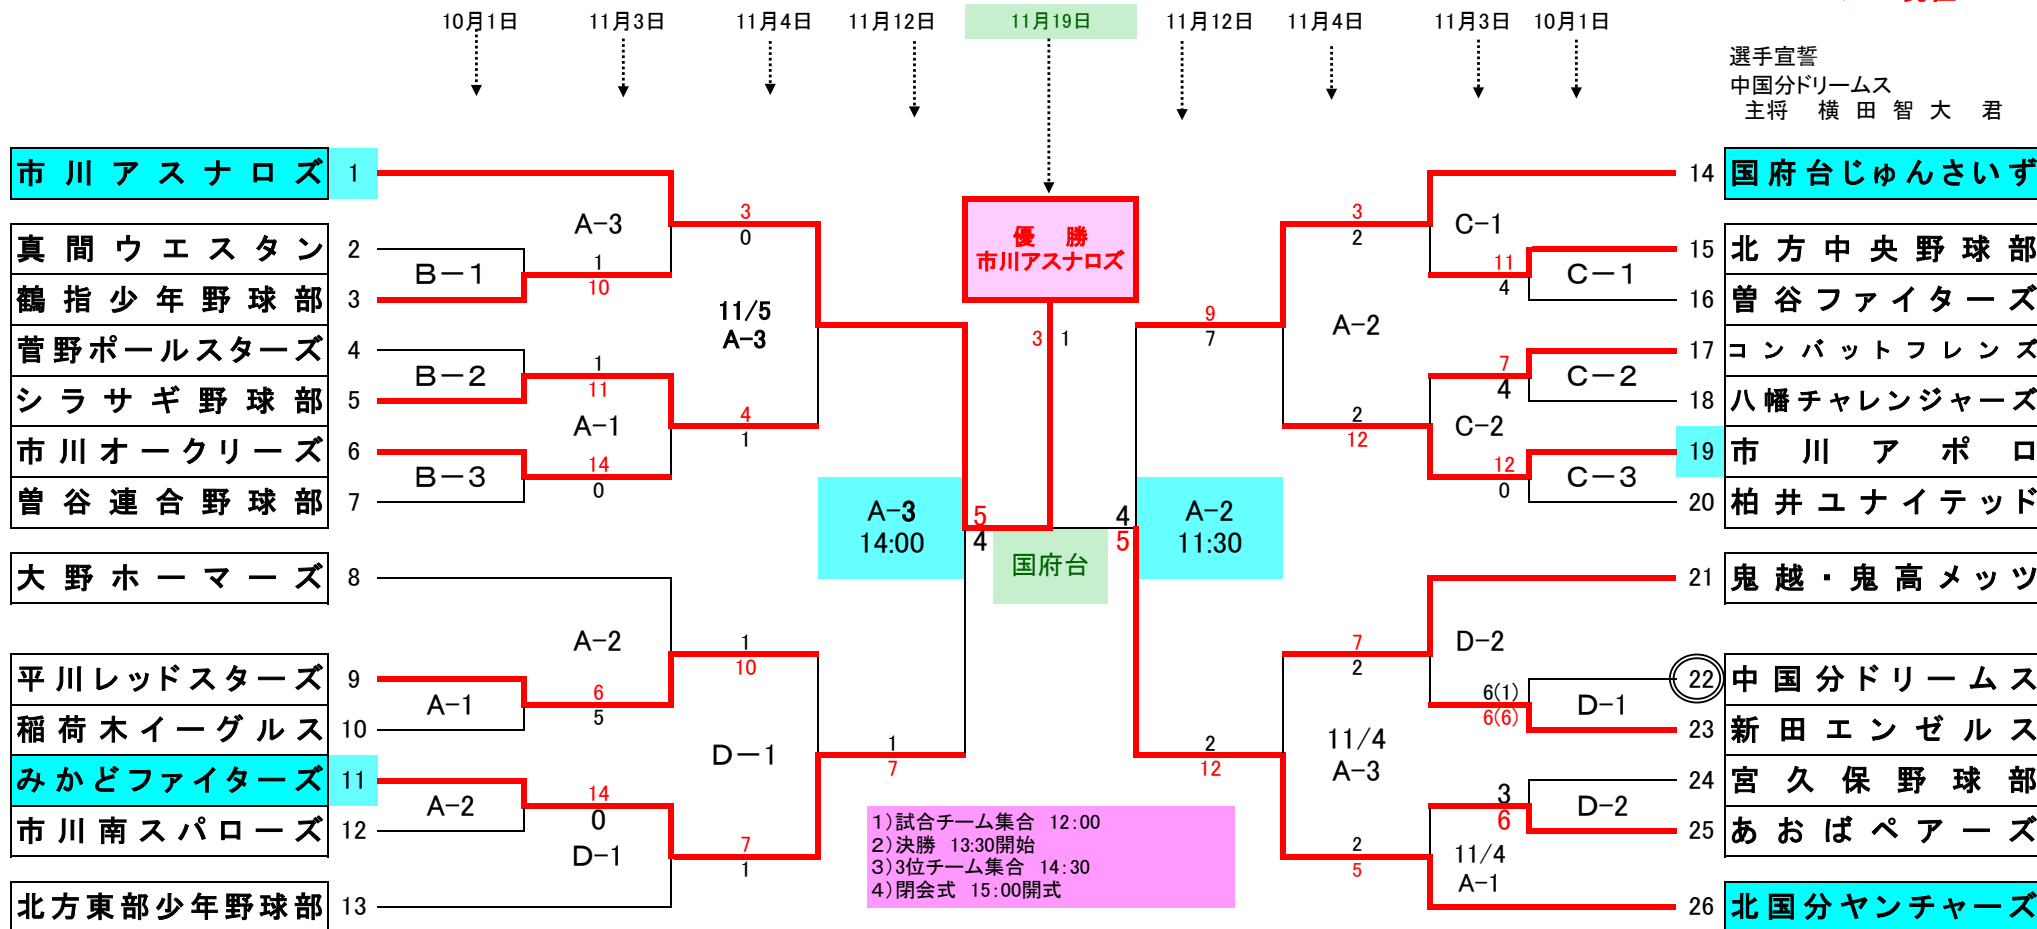 10月1日
11月3日
11月4日
11月12日
11月19日
11月12日
11月4日
11月3日
10月1日
選手宣誓
中国分ドリームス
主将 横田智大 君
市川アスナロズ 1
真間ウエスタン 2
鶴指少年野球部 3
菅野ポールスターズ 4
シラサギ野球部 5
市川オークリーズ 6
曽谷連合野球部 7
大野ホーマーズ 8
平川レッドスターズ 9
稲荷木イーグルス 10
みかどファイターズ 11
市川南スパローズ 12
北方東部少年野球部 13
B-1
B-2
B-3
A-1
A-2
1
10
1
11
14
0
6
5
14
0
A-3
A-1
A-2
D-1
3
0
4
1
1
10
7
1
11/5
A-3
D-1
1
7
A-3
14:00
5
4
優勝
市川アスナロズ
3 1
国府台
4
5
A-2
11:30
9
7
2
12
A-2
11/4
A-3
3
2
2
12
7
2
2
5
C-1
C-2
D-2
11/4
A-1
11
4
7
4
12
0
6(1)
6(6)
3
6
C-1
C-2
C-3
D-1
D-2
14 国府台じゅんさいず
15 北方中央野球部
16 曽谷ファイターズ
17 コンバットフレンズ
18 八幡チャレンジャーズ
19 市川アポロ
20 柏井ユナイテッド
21 鬼越・鬼高メッツ
22 中国分ドリームス
23 新田エンゼルス
24 宮久保野球部
25 あおばペアーズ
26 北国分ヤンチャーズ
1)試合チーム集合 12:00
2)決勝 13:30開始
3)3位チーム集合 14:30
4)閉会式 15:00開式